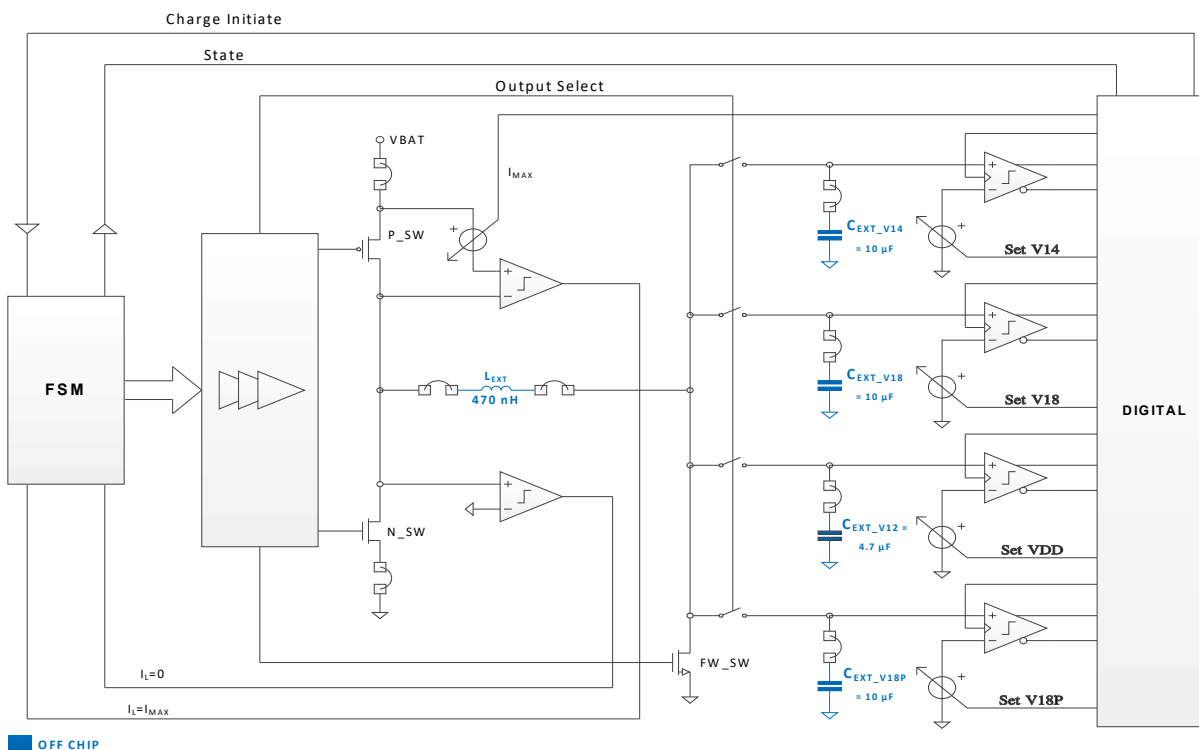 Charge Initiate
State
Output Select
VBAT
IMAX
P_SW
CEXT_V14
= 10 µF
Set V14
FSM
LEXT
470 nH
CEXT_V18
= 10 µF
Set V18
DIGITAL
N_SW
CEXT_V12 =
4.7 µF
Set VDD
FW_SW
CEXT_V18P
= 10 µF
Set V18P
IL=0
IL=IMAX
OFF CHIP
+
−
+
−
+
−
+
−
+
−
+
−
+
+
+
+
+